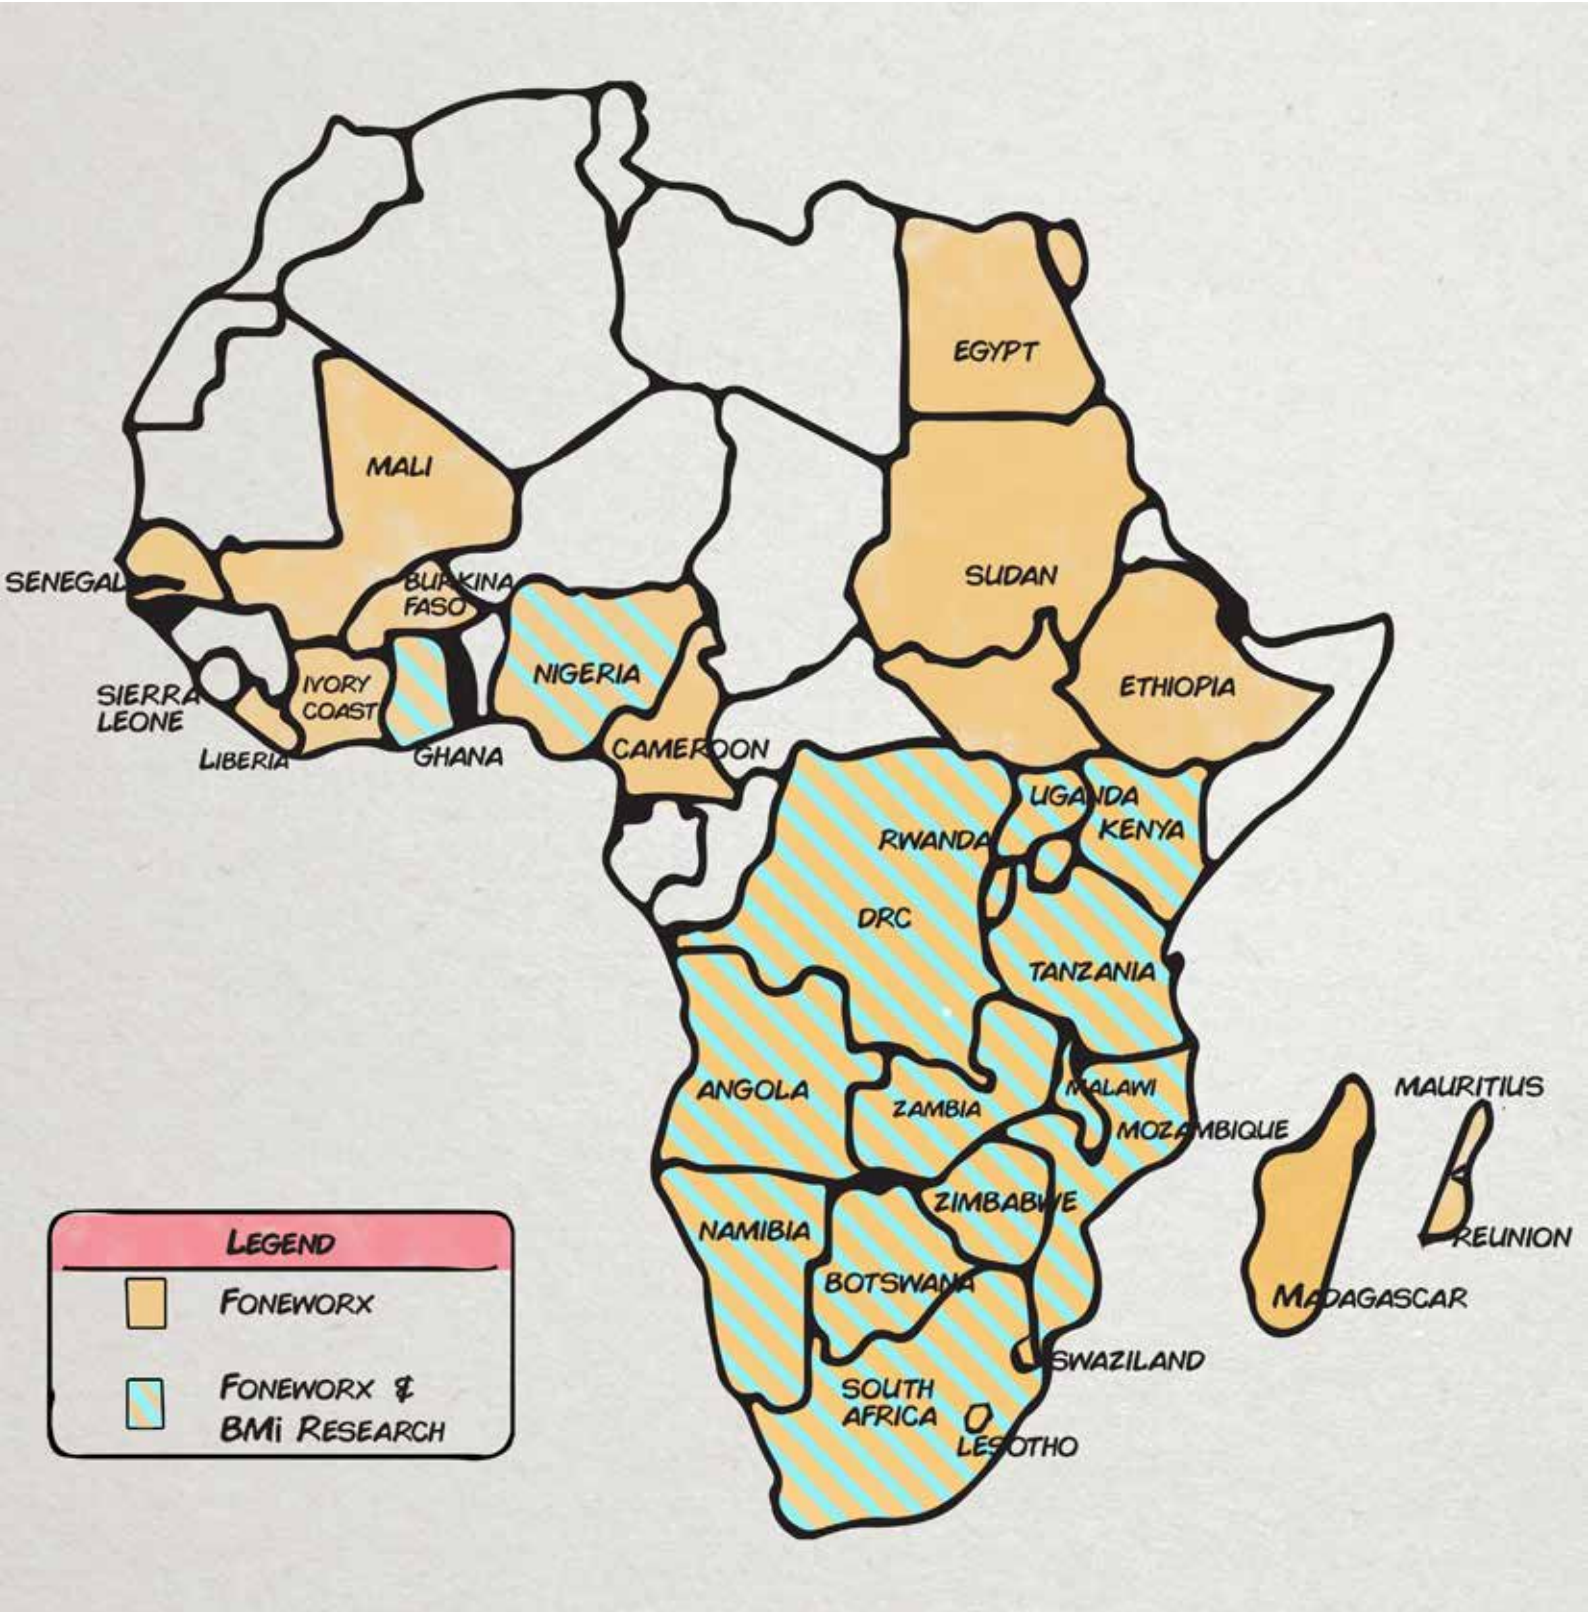 EGYPT
MALI
SENEGAL
BURKINA
FASO
SUDAN
NIGERIA
ETHIOPIA
IVORY
COAST
SIERRA
LEONE
LIBERIA
GHANA
CAMEROON
UGANDA
KENYA
RWANDA
DRC
TANZANIA
ANGOLA
ZAMBIA
MALAWI
MOZAMBIQUE
MAURITIUS
NAMIBIA
ZIMBABWE
BOTSWANA
REUNION
MADAGASCAR
SWAZILAND
SOUTH
AFRICA
LESOTHO
LEGEND
FONEWORX
FONEWORX &
BMi RESEARCH